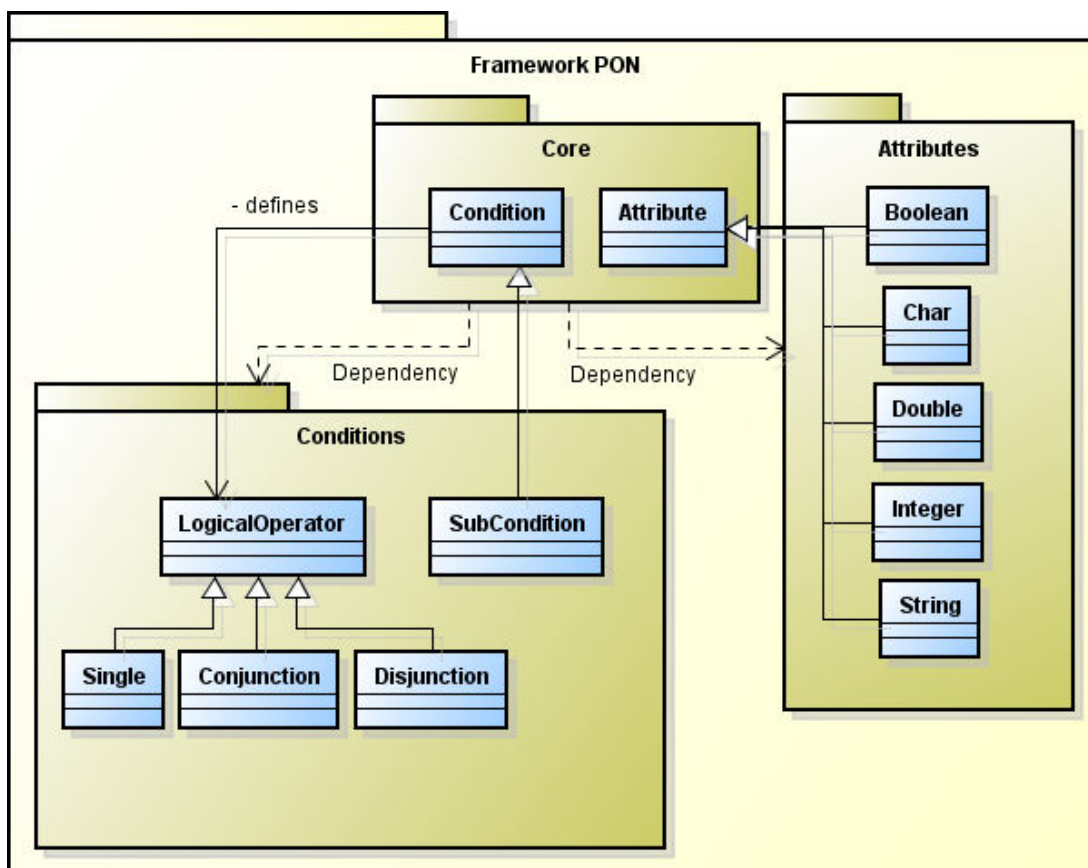 Framework PON
Core
Attributes
- defines
Condition
Attribute
Boolean
Char
Dependency
Dependency
Double
Conditions
LogicalOperator
SubCondition
Integer
String
Single
Conjunction
Disjunction